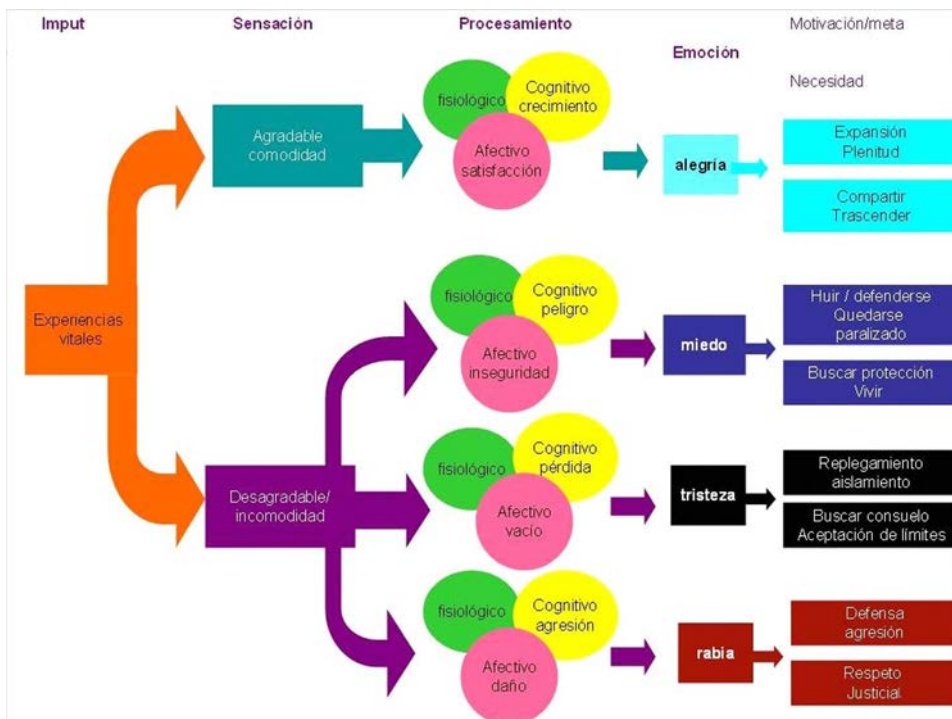 Imput
Sensación
Procesamiento
Emoción
Motivación/meta
Necesidad
Experiencias
vitales
Agradable
comodidad
fisiológico
Cognitivo
crecimiento
Afectivo
satisfacción
alegría
Expansión
Plenitud
Compartir
Trascender
Desagradable/
incomodidad
fisiológico
Cognitivo
peligro
Afectivo
inseguridad
miedo
Huir / defenderse
Quedarse
paralizado
Buscar protección
Vivir
fisiológico
Cognitivo
pérdida
Afectivo
vacío
tristeza
Replegamiento
aislamiento
Buscar consuelo
Aceptación de límites
fisiológico
Cognitivo
agresión
Afectivo
daño
rabia
Defensa
agresión
Respeto
Justicial